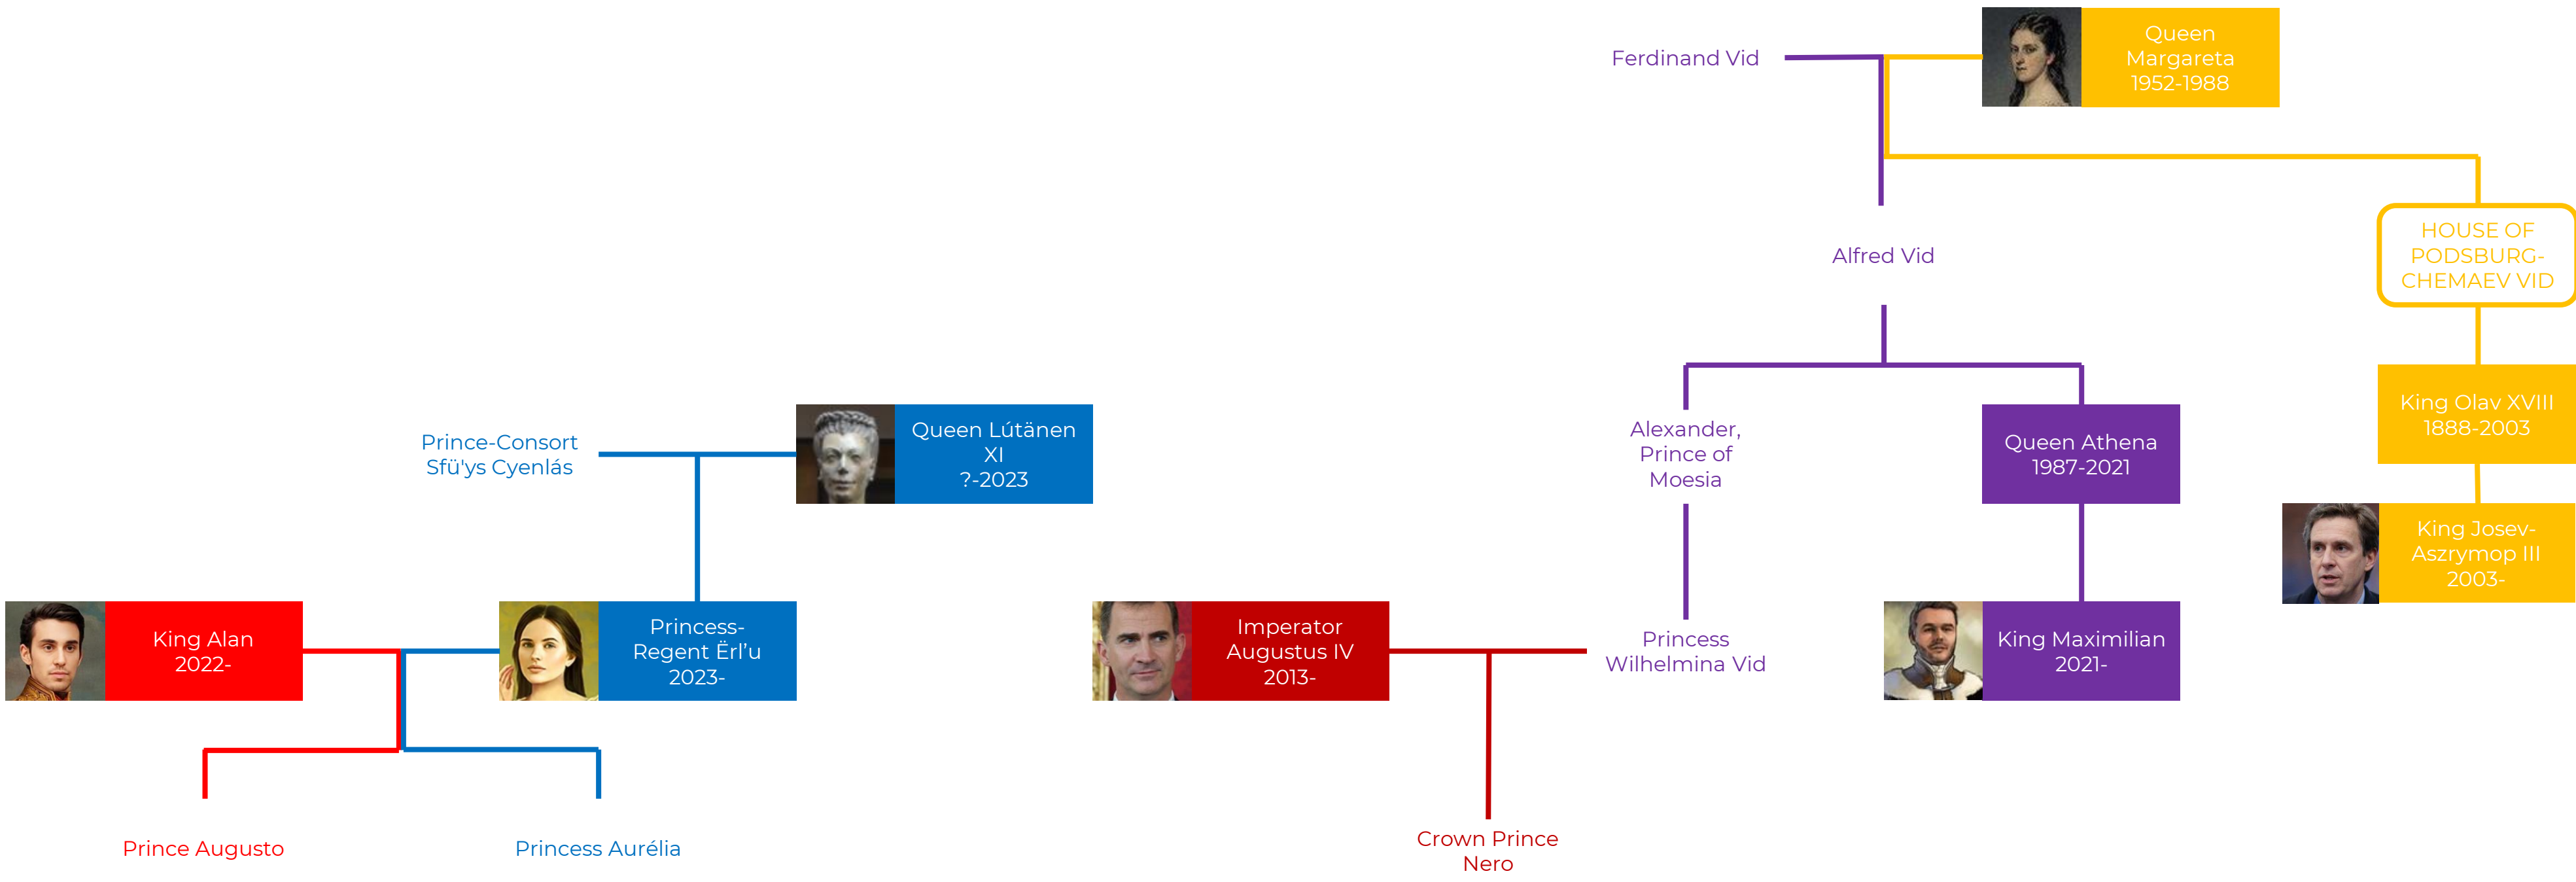 Queen
Margareta
1952-1988
Ferdinand Vid
HOUSE OF
PODSBURG-
CHEMAEV VID
Alfred Vid
King Olav XVIII
1888-2003
Prince-Consort
Sfü'ys Cyenlás
Queen Lútänen
XI
?-2023
Alexander,
Prince of
Moesia
Queen Athena
1987-2021
King Josev-
Aszrymop III
2003-
King Alan
2022-
Princess-
Regent Ërl’u
2023-
Imperator
Augustus IV
2013-
Princess
Wilhelmina Vid
King Maximilian
2021-
Prince Augusto
Princess Aurélia
Crown Prince
Nero